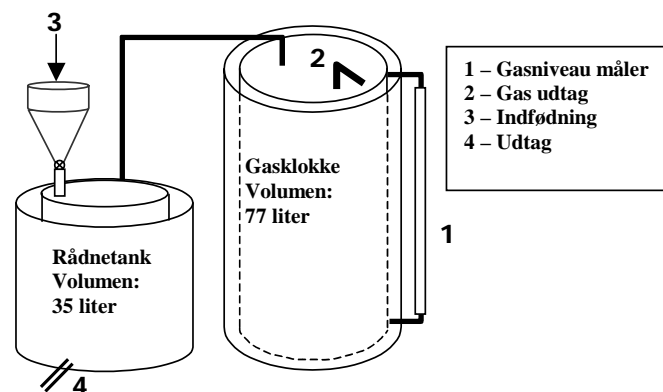 3
2
1 – Gasniveau måler
2 – Gas udtag
3 – Indfødning
4 – Udtag
Gasklokke
Volumen:
77 liter
1
Rådnetank
Volumen:
35 liter
4